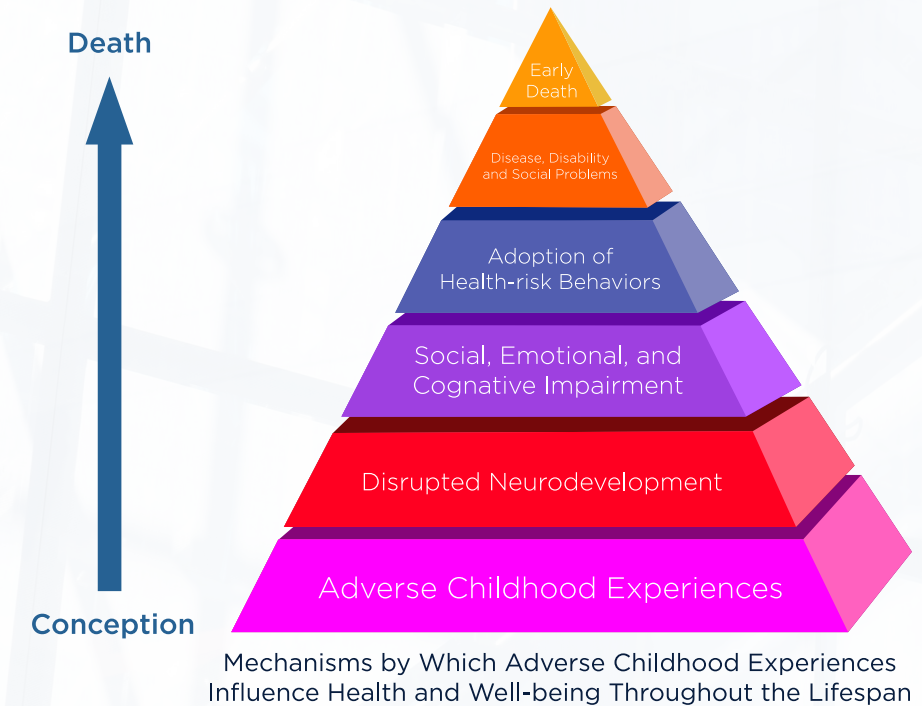 Death
Early
Death
Disease, Disability
and Social Problems
Adoption of
Health-risk Behaviors
Social, Emotional, and
Cognative Impairment
Disrupted Neurodevelopment
Adverse Childhood Experiences
Conception
Mechanisms by Which Adverse Childhood Experiences
Influence Health and Well-being Throughout the Lifespan